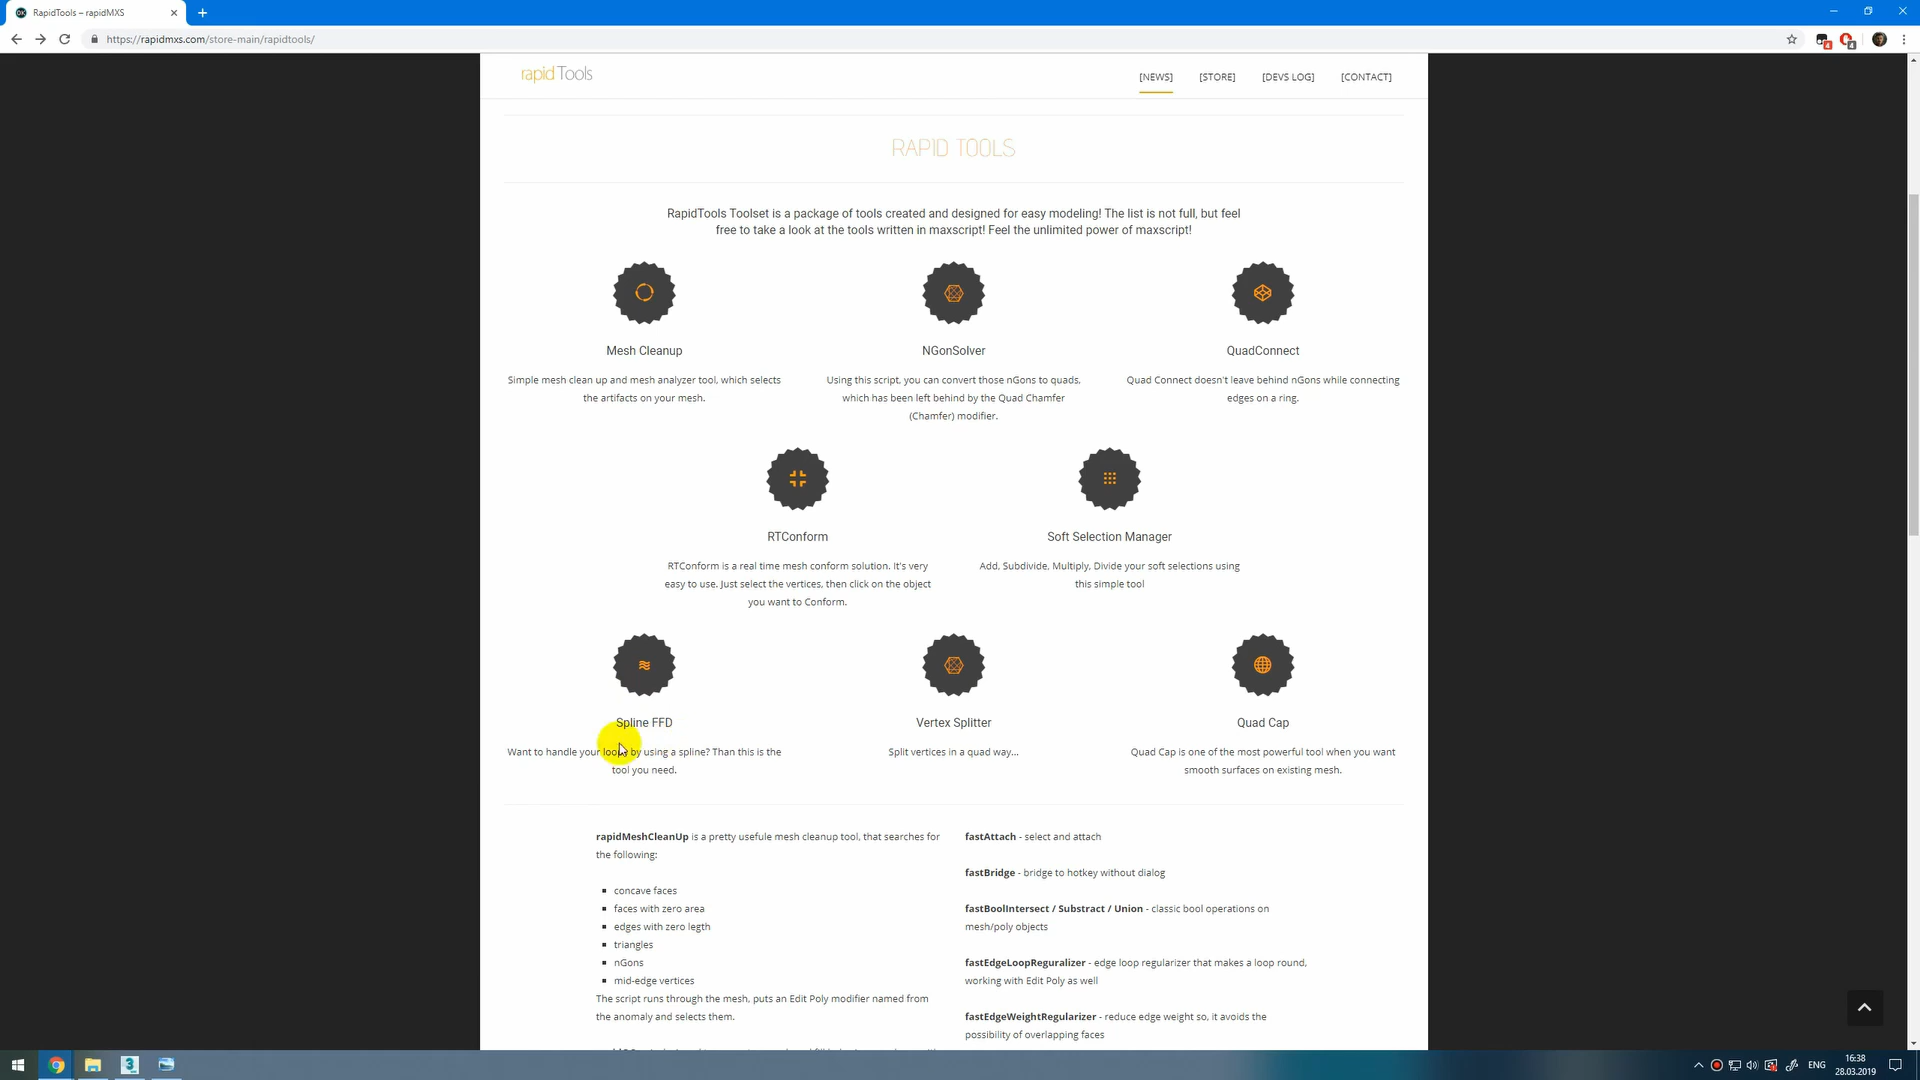 RapidTools – rapidMXS
https://rapidmxs.com/store-main/rapidtools/
rapid Tools
[NEWS]
[STORE]
[DEVS LOG]
[CONTACT]
RAPID TOOLS
RapidTools Toolset is a package of tools created and designed for easy modeling! The list is not full, but feel
free to take a look at the tools written in maxscript! Feel the unlimited power of maxscript!
Mesh Cleanup
Simple mesh clean up and mesh analyzer tool, which selects
the artifacts on your mesh.
NGonSolver
Using this script, you can convert those nGons to quads,
which has been left behind by the Quad Chamfer
(Chamfer) modifier.
QuadConnect
Quad Connect doesn't leave behind nGons while connecting
edges on a ring.
RTConform
RTConform is a real time mesh conform solution. It's very
easy to use. Just select the vertices, then click on the object
you want to Conform.
Soft Selection Manager
Add, Subdivide, Multiply, Divide your soft selections using
this simple tool
Spline FFD
Want to handle your loops by using a spline? Than this is the
tool you need.
Vertex Splitter
Split vertices in a quad way...
Quad Cap
Quad Cap is one of the most powerful tool when you want
smooth surfaces on existing mesh.
rapidMeshCleanUp is a pretty usefule mesh cleanup tool, that searches for
the following:
concave faces
faces with zero area
edges with zero legth
triangles
nGons
mid-edge vertices
The script runs through the mesh, puts an Edit Poly modifier named from
the anomaly and selects them.
fastAttach - select and attach
fastBridge - bridge to hotkey without dialog
fastBoolIntersect / Substract / Union - classic bool operations on
mesh/poly objects
fastEdgeLoopReguralizer - edge loop regularizer that makes a loop round,
working with Edit Poly as well
fastEdgeWeightRegularizer - reduce edge weight so, it avoids the
possibility of overlapping faces
ENG
16:38
28.03.2019